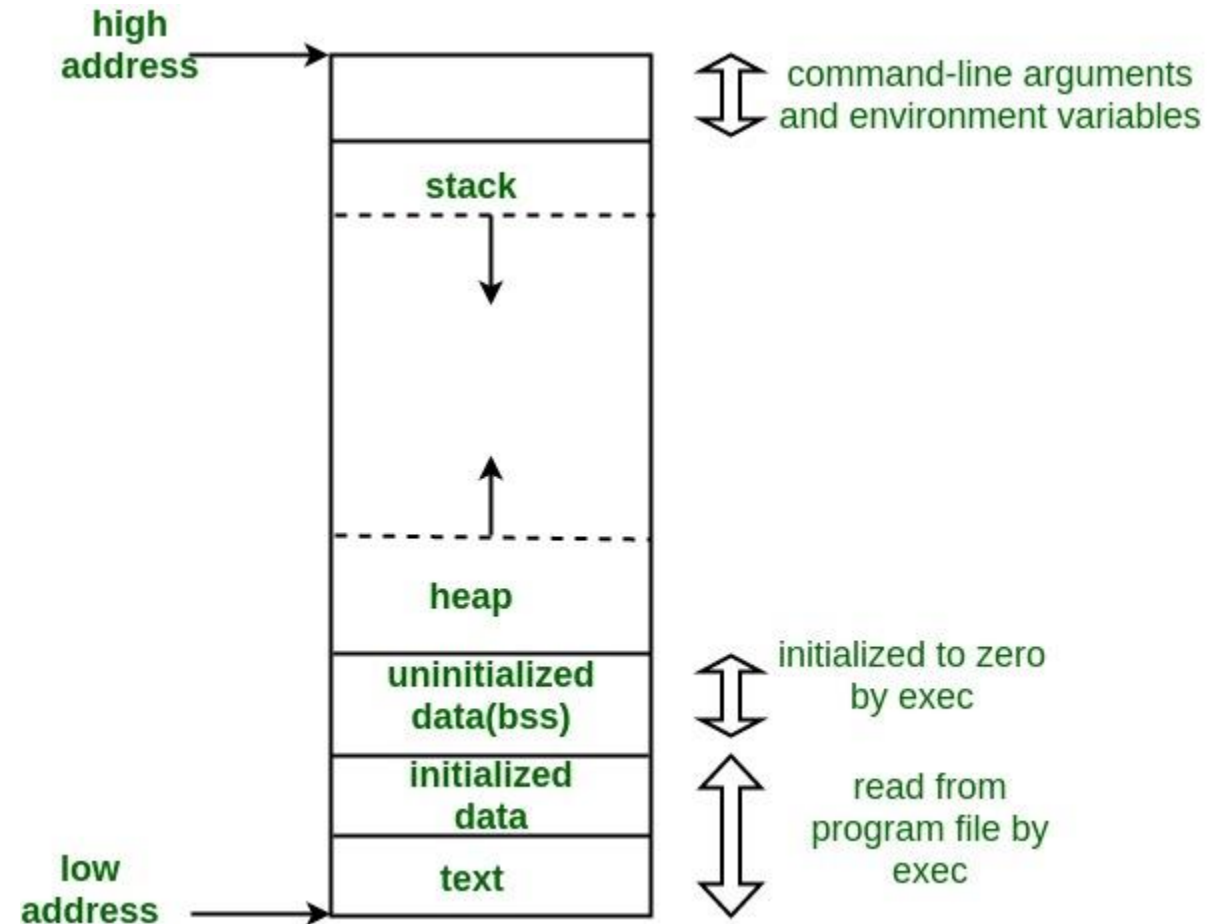 high
address
command-line arguments
and environment variables
stack
heap
uninitialized
data(bss)
initialized to zero
by exec
initialized
data
read from
program file by
exec
text
low
address